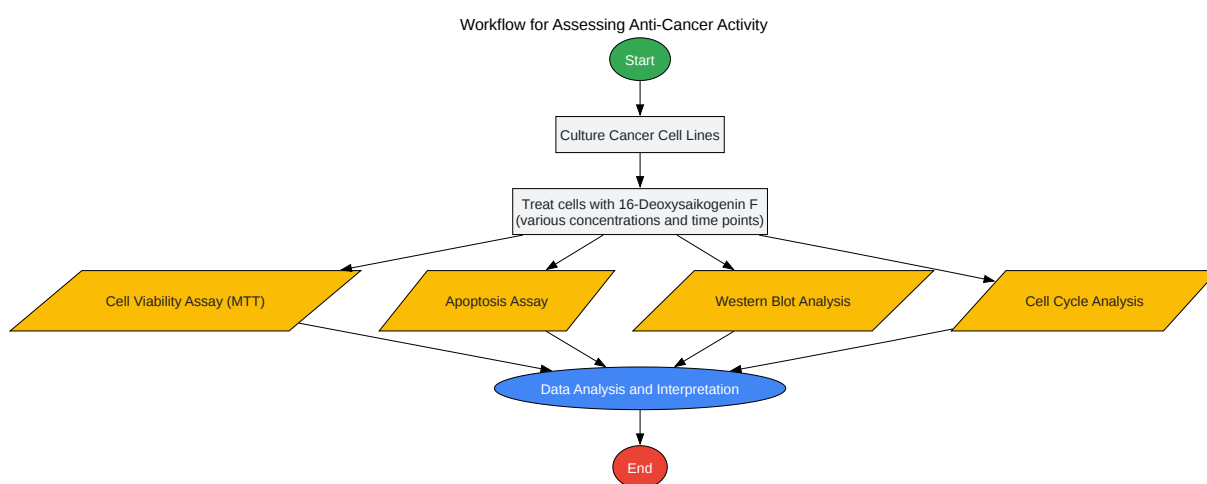 Workflow for Assessing Anti-Cancer Activity
Start
Culture Cancer Cell Lines
Treat cells with 16-Deoxysaikogenin F
(various concentrations and time points)
Cell Viability Assay (MTT)
Apoptosis Assay
Western Blot Analysis
Cell Cycle Analysis
Data Analysis and Interpretation
End